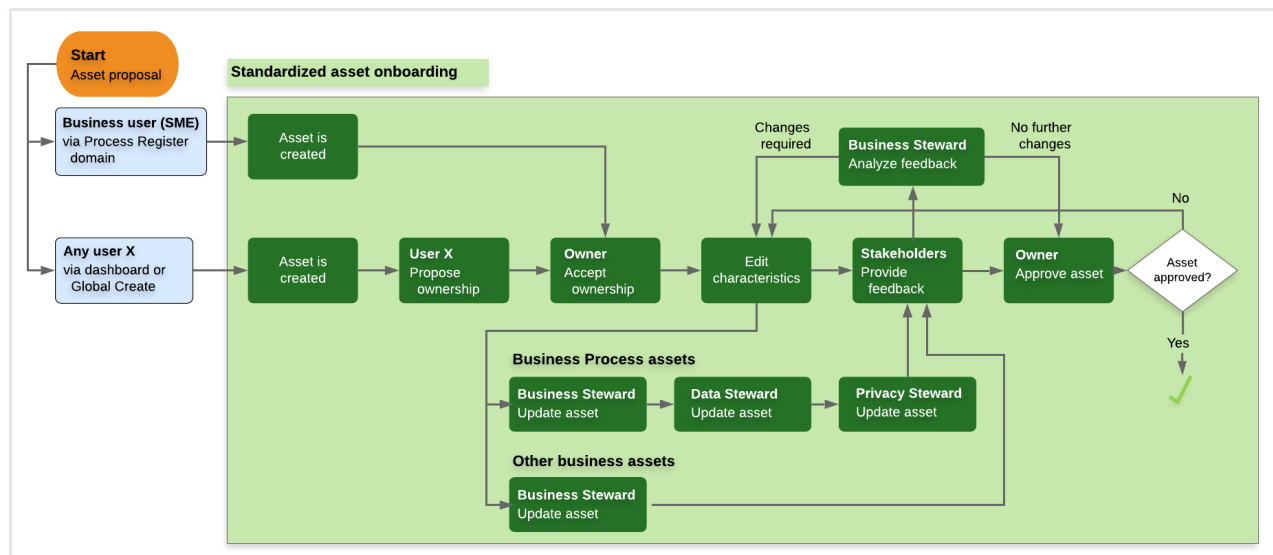 Start
Asset proposal
Standardized asset onboarding
Business user (SME)
via Process Register
domain
Asset is
created
Changes
required
Business Steward
Analyze feedback
No further
changes
No
Any user X
via dashboard or
Global Create
Asset is
created
User X
Propose
ownership
Owner
Accept
ownership
Edit
characteristics
Stakeholders
Provide
feedback
Owner
Approve asset
Asset
approved?
Yes
Business Process assets
Business Steward
Update asset
Data Steward
Update asset
Privacy Steward
Update asset
Other business assets
Business Steward
Update asset